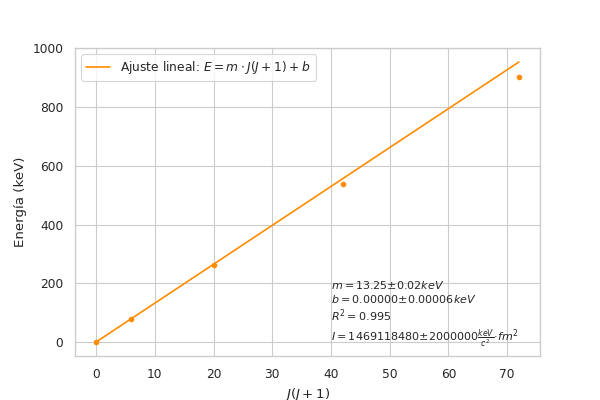 1000
800
600
400
200
0
Energía (keV)
Ajuste lineal: E = m · J(J + 1) + b
m = 13.25±0.02keV
b = 0.00000±0.00006keV
R² = 0.995
I = 1469118480±2000000 keV/c² fm²
0 10 20 30 40 50 60 70
J(J + 1)